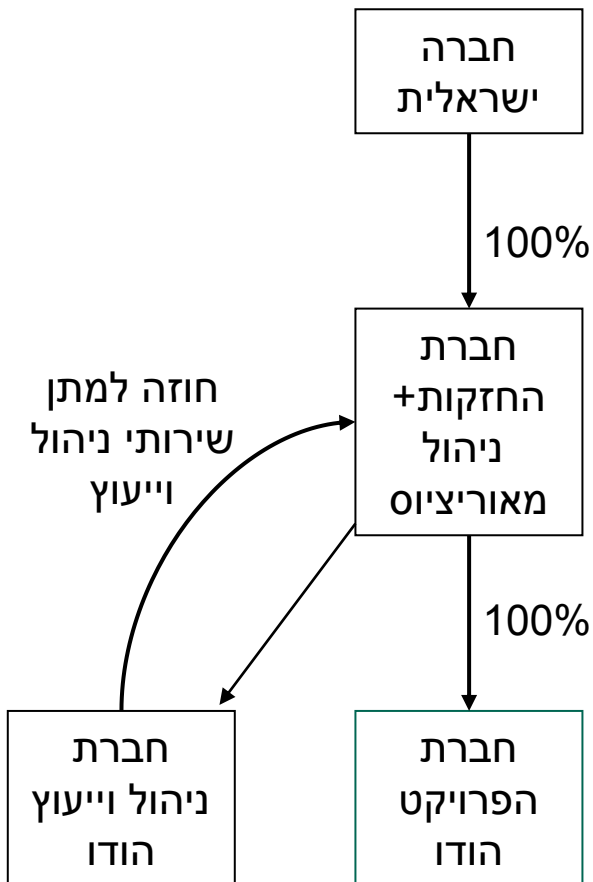 חברה
ישראלית
100%
חברת
החזקות+
ניהול
מאוריציוס
חוזה למתן
שירותי ניהול
וייעוץ
100%
חברת
הפרויקט
הודו
חברת
ניהול וייעוץ
הודו